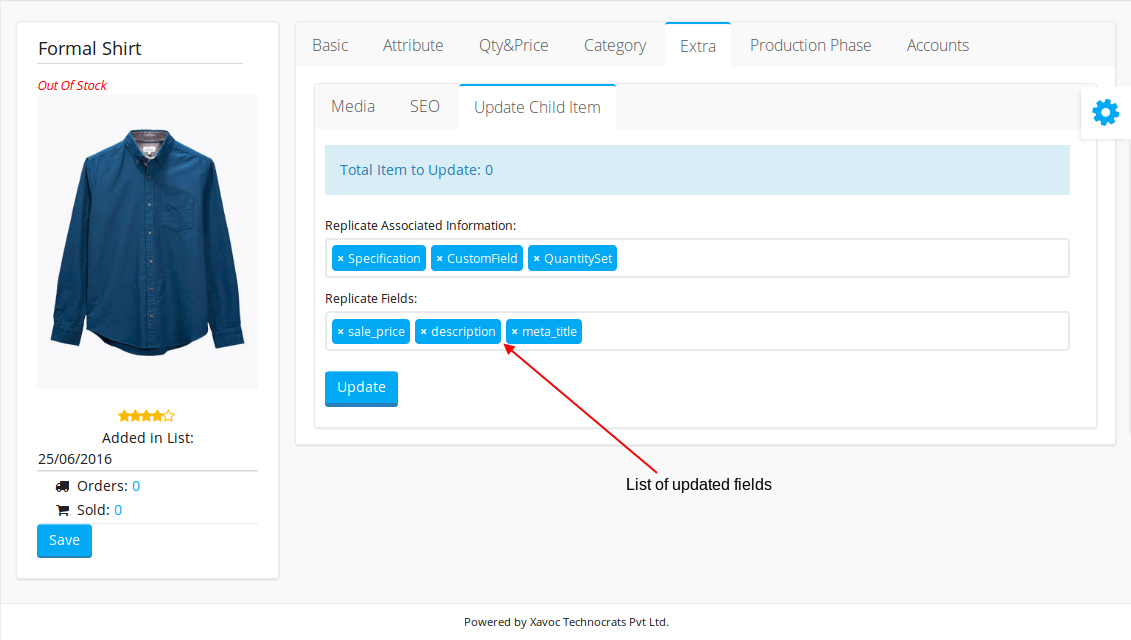 Formal Shirt
Out Of Stock
Added in List:
25/06/2016
Orders: 0
Sold: 0
Save
Basic Attribute Qty&Price Category Extra Production Phase Accounts
Media SEO Update Child Item
Total Item to Update: 0
Replicate Associated Information:
× Specification × CustomField × QuantitySet
Replicate Fields:
× sale_price × description × meta_title
Update
List of updated fields
Powered by Xavoc Technocrats Pvt Ltd.